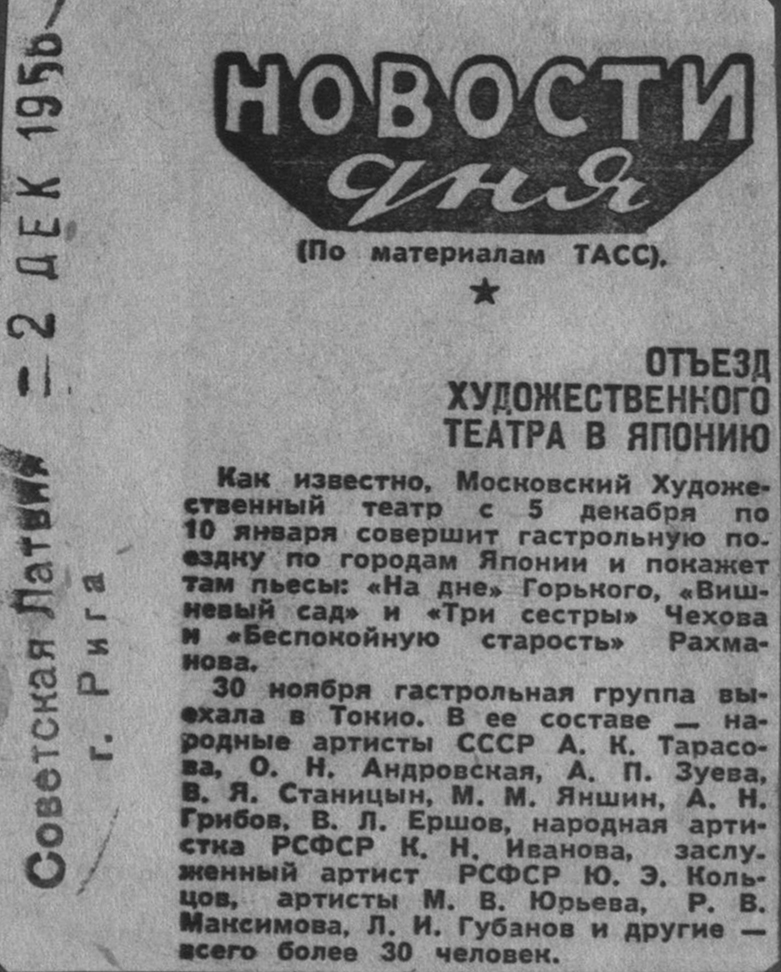 НОВОСТИ
дня
(По материалам ТАСС).
ОТЪЕЗД
ХУДОЖЕСТВЕННОГО
ТЕАТРА В ЯПОНИЮ
Как известно, Московский Художе-
ственный театр с 5 декабря по
10 января совершит гастрольную по-
ездку по городам Японии и покажет
там пьесы: «На дне» Горького, «Виш-
невый сад» и «Три сестры» Чехова
и «Беспокойную старость» Рахма-
нова.
30 ноября гастрольная группа вы-
ехала в Токио. В ее составе — на-
родные артисты СССР А. К. Тарасо-
ва, О. Н. Андровская, А. П. Зуева,
В. Я. Станицын, М. М. Яншин, А. Н.
Грибов, В. Л. Ершов, народная арти-
стка РСФСР К. Н. Иванова, заслу-
женный артист РСФСР Ю. Э. Коль-
цов, артисты М. В. Юрьева, Р. В.
Максимова, Л. И. Губанов и другие —
всего более 30 человек.
Советская Латвия
г. Рига
2 ДЕК